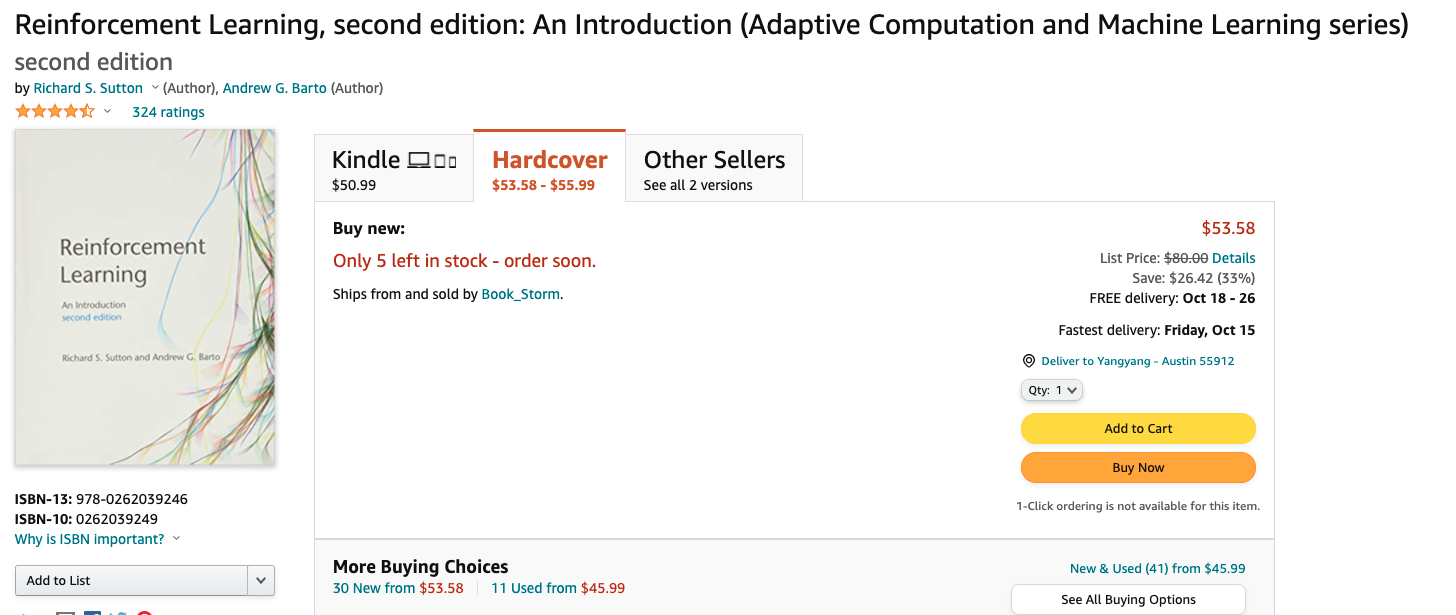 Reinforcement Learning, second edition: An Introduction (Adaptive Computation and Machine Learning series)
second edition
by Richard S. Sutton (Author), Andrew G. Barto (Author)
324 ratings
Reinforcement
Learning
An Introduction
second edition
Richard S. Sutton and Andrew G. Barto
ISBN-13: 978-0262039246
ISBN-10: 0262039249
Why is ISBN important?
Add to List
Kindle
$50.99
Hardcover
$53.58 - $55.99
Other Sellers
See all 2 versions
Buy new:
$53.58
Only 5 left in stock - order soon.
List Price: $80.00 Details
Save: $26.42 (33%)
Ships from and sold by Book_Storm.
FREE delivery: Oct 18 - 26
Fastest delivery: Friday, Oct 15
Deliver to Yangyang - Austin 55912
Qty: 1
Add to Cart
Buy Now
1-Click ordering is not available for this item.
More Buying Choices
30 New from $53.58 | 11 Used from $45.99
New & Used (41) from $45.99
See All Buying Options